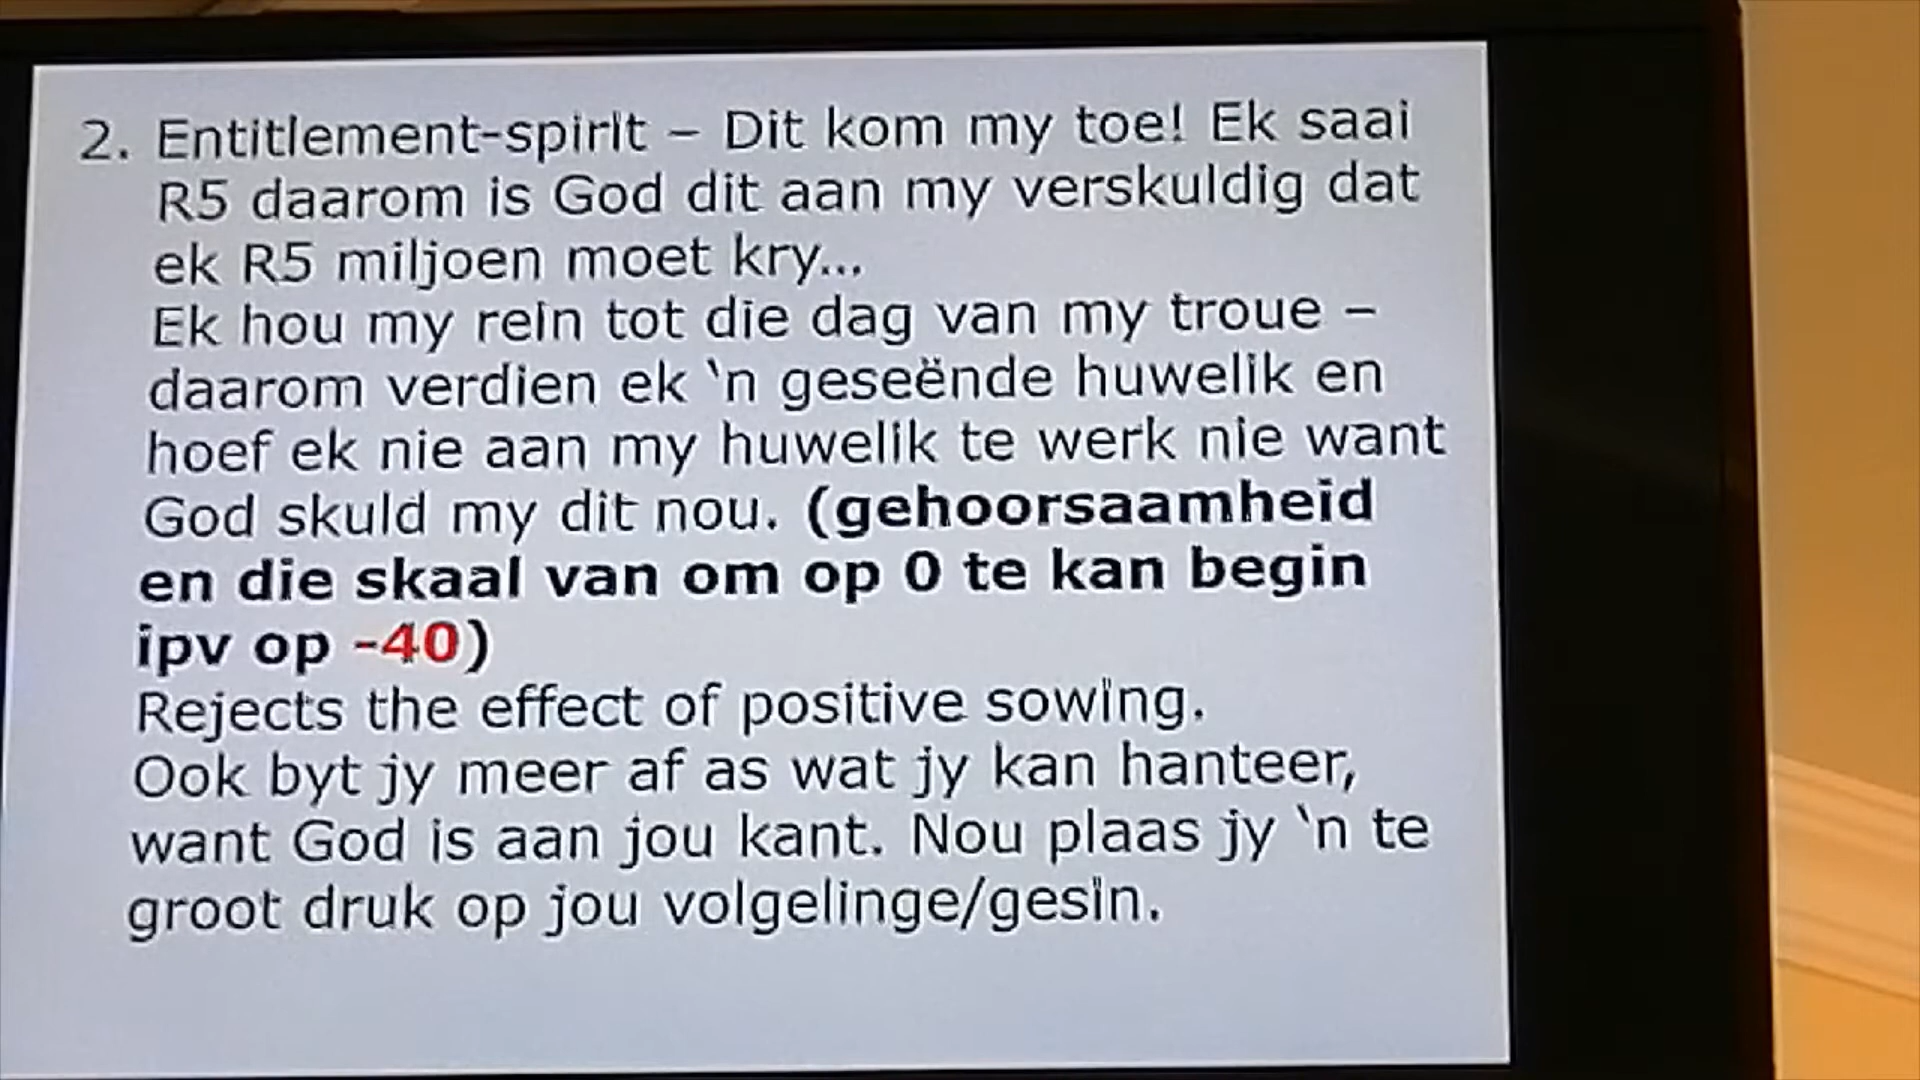 2. Entitlement-spirit – Dit kom my toe! Ek saai
R5 daarom is God dit aan my verskuldig dat
ek R5 miljoen moet kry...
Ek hou my rein tot die dag van my troue –
daarom verdien ek ‘n geseënde huwelik en
hoef ek nie aan my huwelik te werk nie want
God skuld my dit nou. (gehoorsaamheid
en die skaal van om op 0 te kan begin
ipv op -40)
Rejects the effect of positive sowing.
Ook byt jy meer af as wat jy kan hanteer,
want God is aan jou kant. Nou plaas jy ‘n te
groot druk op jou volgelinge/gesin.